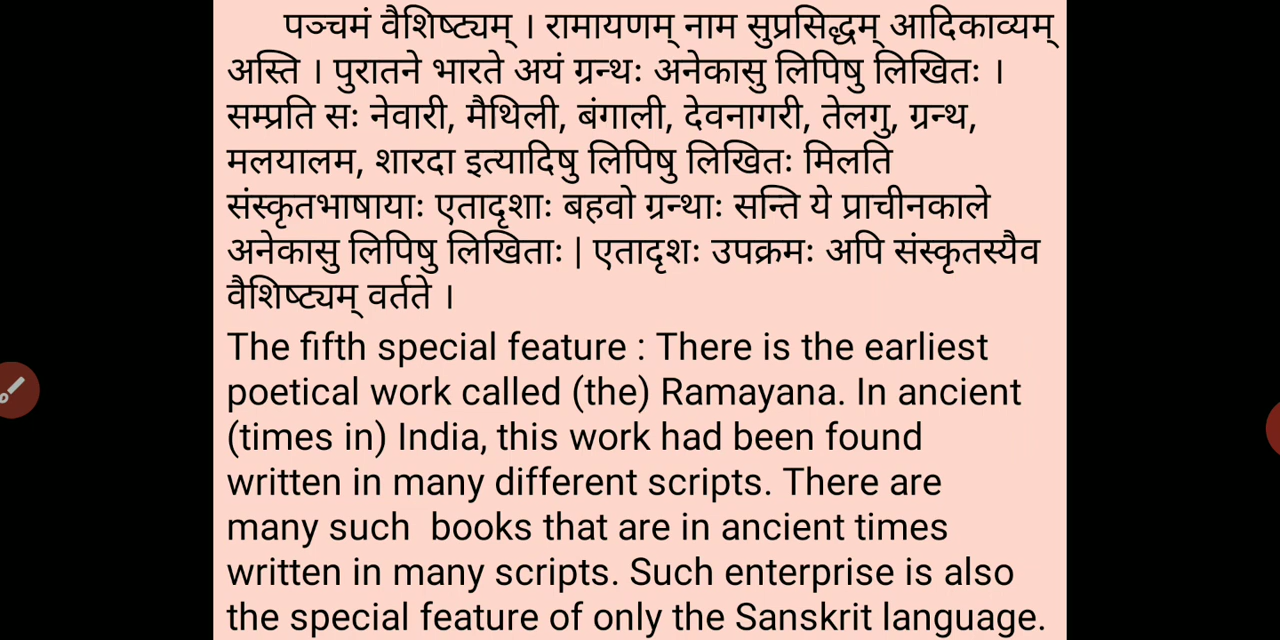 पञ्चमं वैशिष्ट्यम् । रामायणम् नाम सुप्रसिद्धम् आदिकाव्यम्
अस्ति । पुरातने भारते अयं ग्रन्थः अनेकासु लिपिषु लिखितः ।
सम्प्रति सः नेवारी, मैथिली, बंगाली, देवनागरी, तेलगु, ग्रन्थ,
मलयालम, शारदा इत्यादिषु लिपिषु लिखितः मिलति
संस्कृतभाषायाः एतादृशाः बहवो ग्रन्थाः सन्ति ये प्राचीनकाले
अनेकासु लिपिषु लिखिताः | एतादृशः उपक्रमः अपि संस्कृतस्यैव
वैशिष्ट्यम् वर्तते ।
The fifth special feature : There is the earliest
poetical work called (the) Ramayana. In ancient
(times in) India, this work had been found
written in many different scripts. There are
many such  books that are in ancient times
written in many scripts. Such enterprise is also
the special feature of only the Sanskrit language.